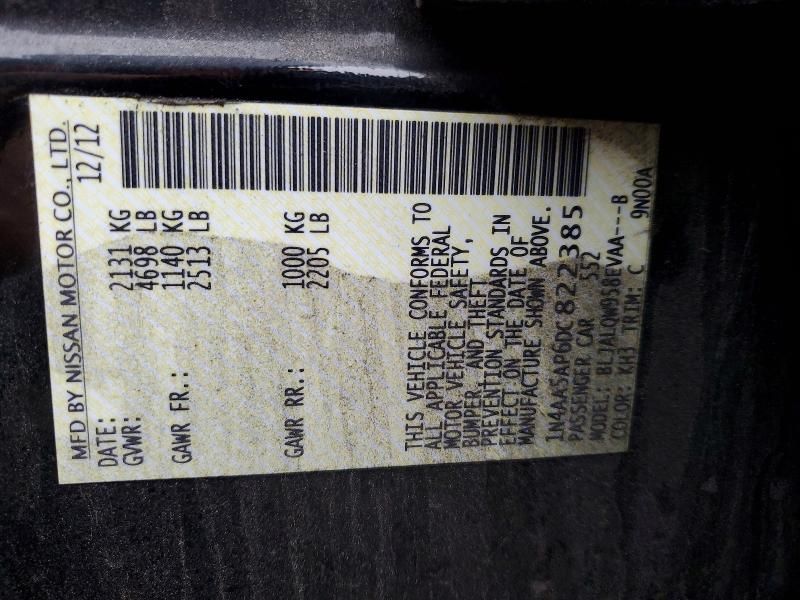 MFD BY NISSAN MOTOR CO., LTD.
DATE: 12/12
GVWR: 2131 KG
4698 LB
GAWR FR.: 1140 KG
2513 LB
GAWR RR.: 1000 KG
2205 LB
THIS VEHICLE CONFORMS TO
ALL APPLICABLE FEDERAL
MOTOR VEHICLE SAFETY,
BUMPER, AND THEFT
PREVENTION STANDARDS IN
EFFECT ON THE DATE OF
MANUFACTURE SHOWN ABOVE.
1N4AA5AP6DC822385
PASSENGER CAR S52
MODEL: BLJALQW958EVAA---B
COLOR: KH3 TRIM: C 9N00A